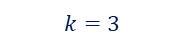 k = 3